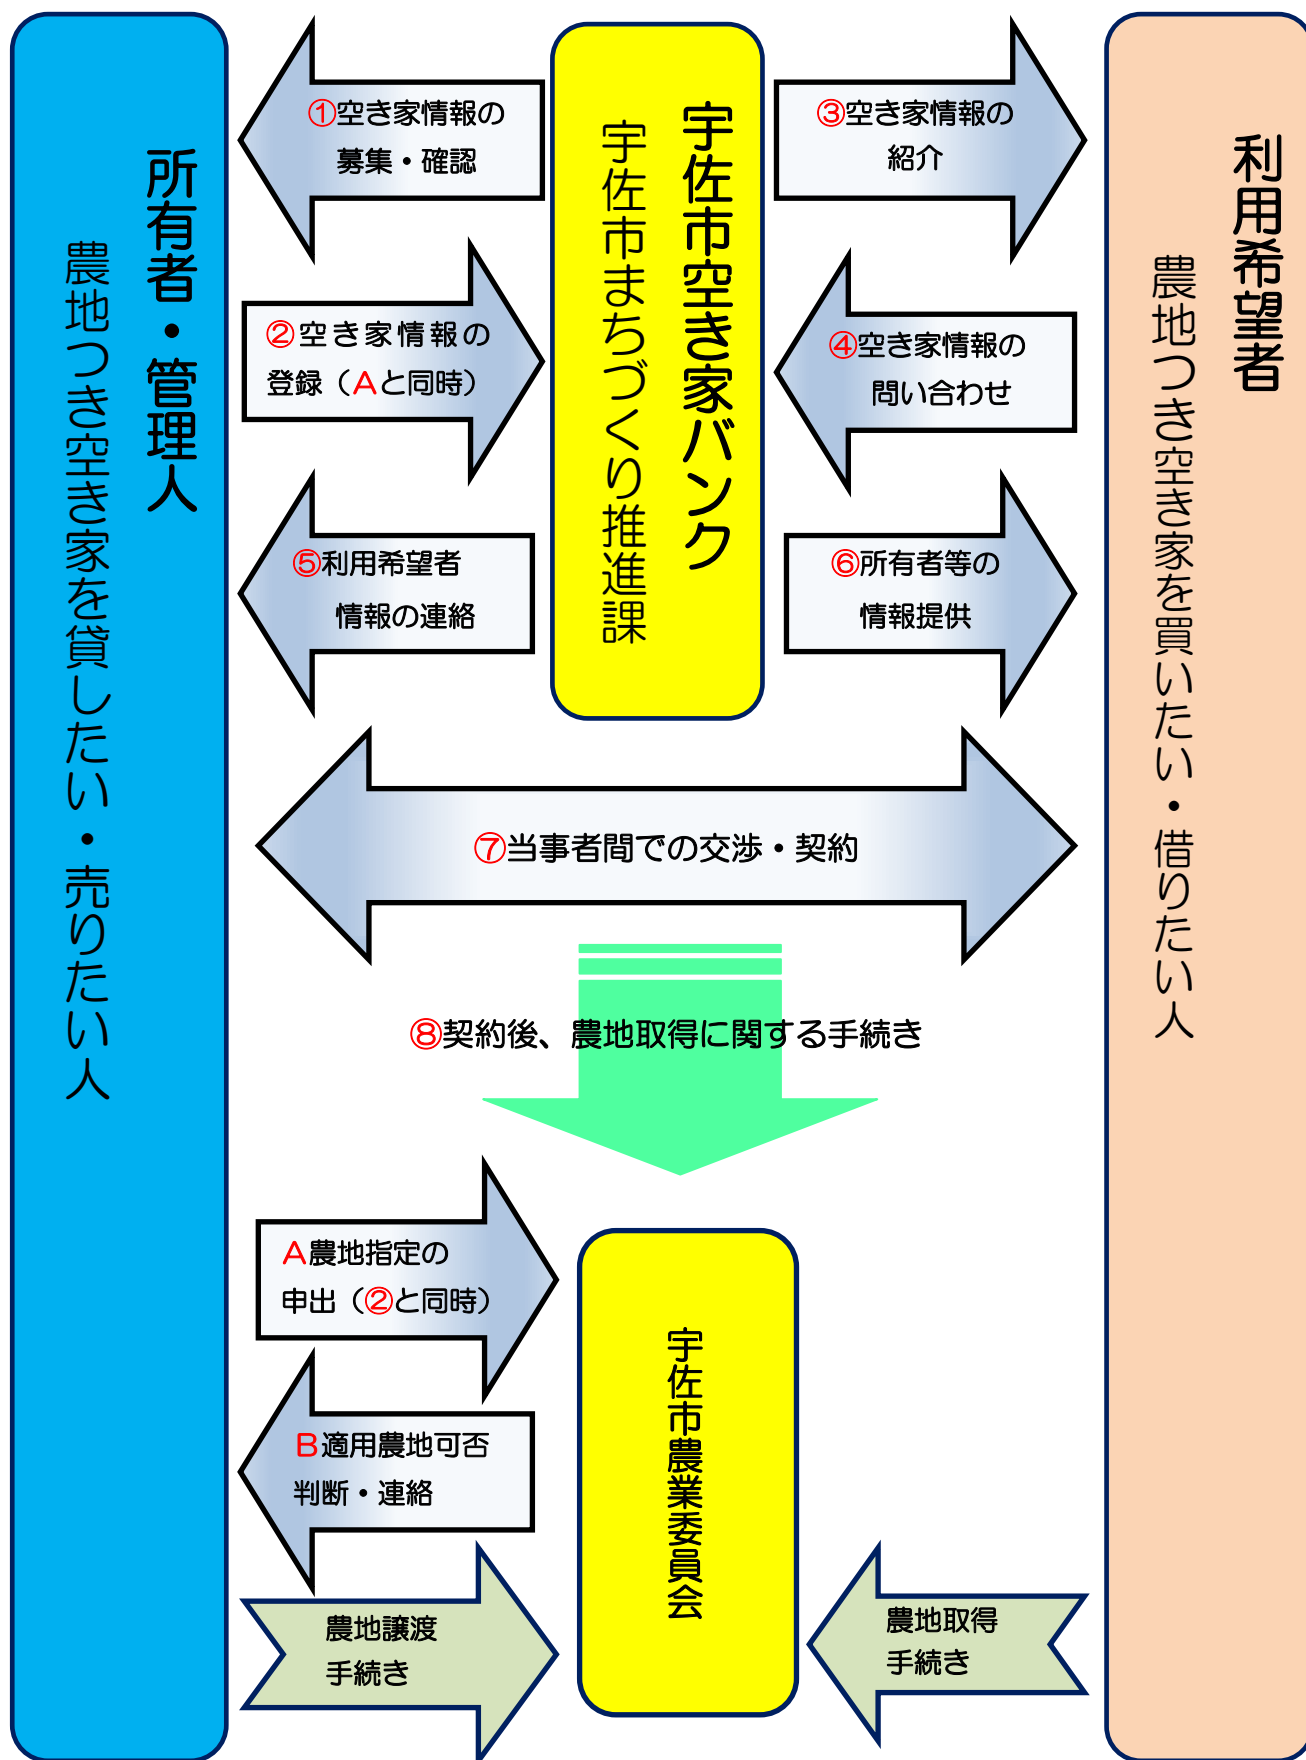 所有者・管理人
農地つき空き家を貸したい・売りたい人
①空き家情報の
募集・確認
②空き家情報の
登録（Aと同時）
⑤利用希望者
情報の連絡
宇佐市空き家バンク
宇佐市まちづくり推進課
③空き家情報の
紹介
④空き家情報の
問い合わせ
⑥所有者等の
情報提供
利用希望者
農地つき空き家を買いたい・借りたい人
⑦当事者間での交渉・契約
⑧契約後、農地取得に関する手続き
A農地指定の
申出（②と同時）
B適用農地可否
判断・連絡
農地譲渡
手続き
宇佐市農業委員会
農地取得
手続き